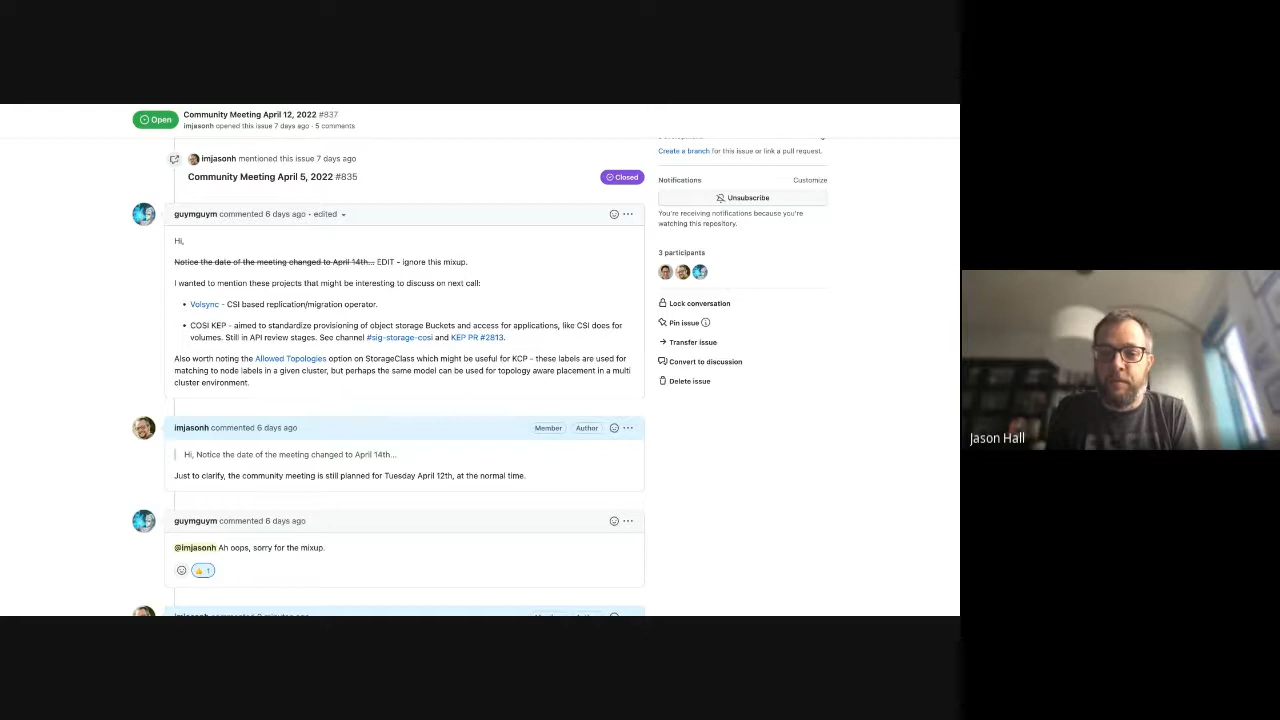 Open
Community Meeting April 12, 2022 #837
imjasonh opened this issue 7 days ago · 5 comments
imjasonh mentioned this issue 7 days ago
Community Meeting April 5, 2022 #835
Closed
guymguym commented 6 days ago • edited
Hi,
Notice the date of the meeting changed to April 14th... EDIT - ignore this mixup.
I wanted to mention these projects that might be interesting to discuss on next call:
• Volsync - CSI based replication/migration operator.
• COSI KEP - aimed to standardize provisioning of object storage Buckets and access for applications, like CSI does for
volumes. Still in API review stages. See channel #sig-storage-cosi and KEP PR #2813.
Also worth noting the Allowed Topologies option on StorageClass which might be useful for KCP - these labels are used for
matching to node labels in a given cluster, but perhaps the same model can be used for topology aware placement in a multi
cluster environment.
imjasonh commented 6 days ago
Member
Author
Hi, Notice the date of the meeting changed to April 14th...
Just to clarify, the community meeting is still planned for Tuesday April 12th, at the normal time.
guymguym commented 6 days ago
@imjasonh Ah oops, sorry for the mixup.
1
Create a branch for this issue or link a pull request.
Notifications
Customize
Unsubscribe
You're receiving notifications because you're
watching this repository.
3 participants
Lock conversation
Pin issue
Transfer issue
Convert to discussion
Delete issue
Jason Hall